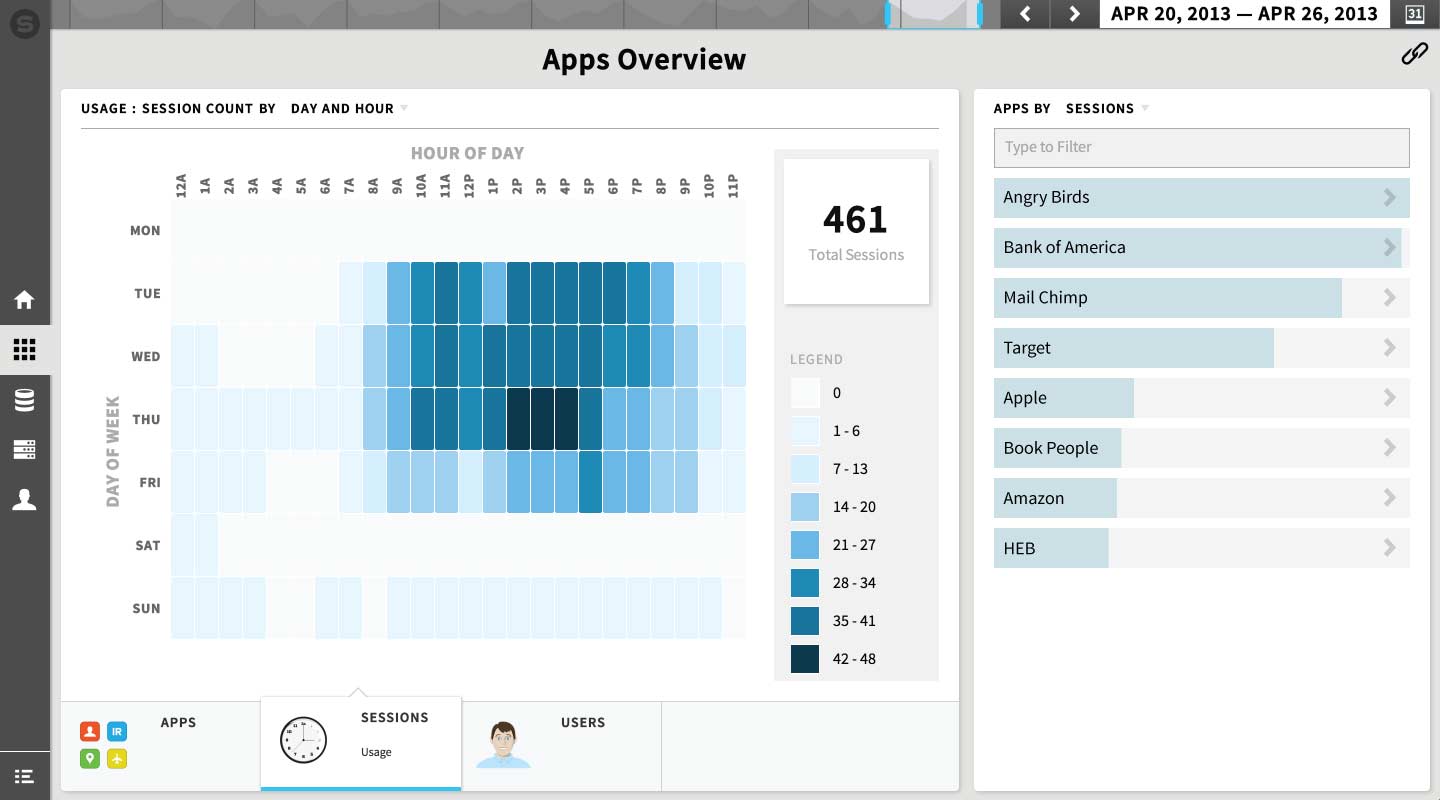 S
APR 20, 2013 — APR 26, 2013
31
Apps Overview
USAGE : SESSION COUNT BY DAY AND HOUR
HOUR OF DAY
12A 1A 2A 3A 4A 5A 6A 7A 8A 9A 10A 11A 12P 1P 2P 3P 4P 5P 6P 7P 8P 9P 10P 11P
DAY OF WEEK
MON
TUE
WED
THU
FRI
SAT
SUN
461
Total Sessions
LEGEND
0
1 - 6
7 - 13
14 - 20
21 - 27
28 - 34
35 - 41
42 - 48
APPS
IR
SESSIONS
Usage
USERS
APPS BY SESSIONS
Type to Filter
Angry Birds
Bank of America
Mail Chimp
Target
Apple
Book People
Amazon
HEB